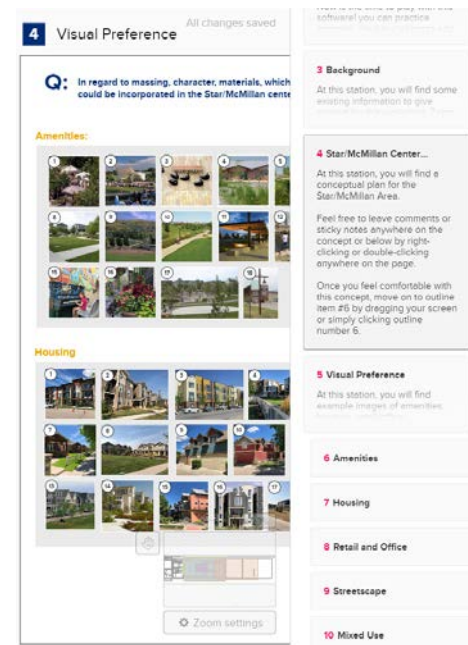 All changes saved
4 Visual Preference
Q: In regard to massing, character, materials, which
could be incorporated in the Star/McMillan cente
Amenities:
1 2 3 4 5
8 9 10 11 12
15 16 17 18
Housing
1 2 3 4
7 8 9 10
13 14 15 16 17
Zoom settings
software! you can practice
3 Background
At this station, you will find some
existing information to give
4 Star/McMillan Center...
At this station, you will find a
conceptual plan for the
Star/McMillan Area.
Feel free to leave comments or
sticky notes anywhere on the
concept or below by right-
clicking or double-clicking
anywhere on the page.
Once you feel comfortable with
this concept, move on to outline
item #6 by dragging your screen
or simply clicking outline
number 6.
5 Visual Preference
At this station, you will find
example images of amenities,
6 Amenities
7 Housing
8 Retail and Office
9 Streetscape
10 Mixed Use